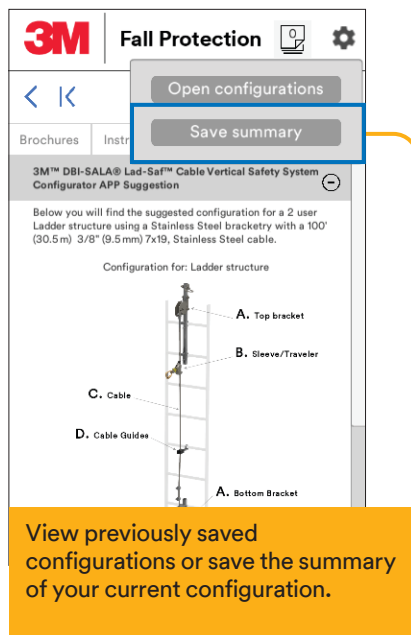 3M Fall Protection
0
Open configurations
Save summary
Brochures Instr
3M™ DBI-SALA® Lad-Saf™ Cable Vertical Safety System
Configurator APP Suggestion
Below you will find the suggested configuration for a 2 user
Ladder structure using a Stainless Steel bracketry with a 100'
(30.5 m) 3/8" (9.5 mm) 7x19, Stainless Steel cable.
Configuration for: Ladder structure
A. Top bracket
B. Sleeve/Traveler
C. Cable
D. Cable Guides
A. Bottom Bracket
View previously saved
configurations or save the summary
of your current configuration.